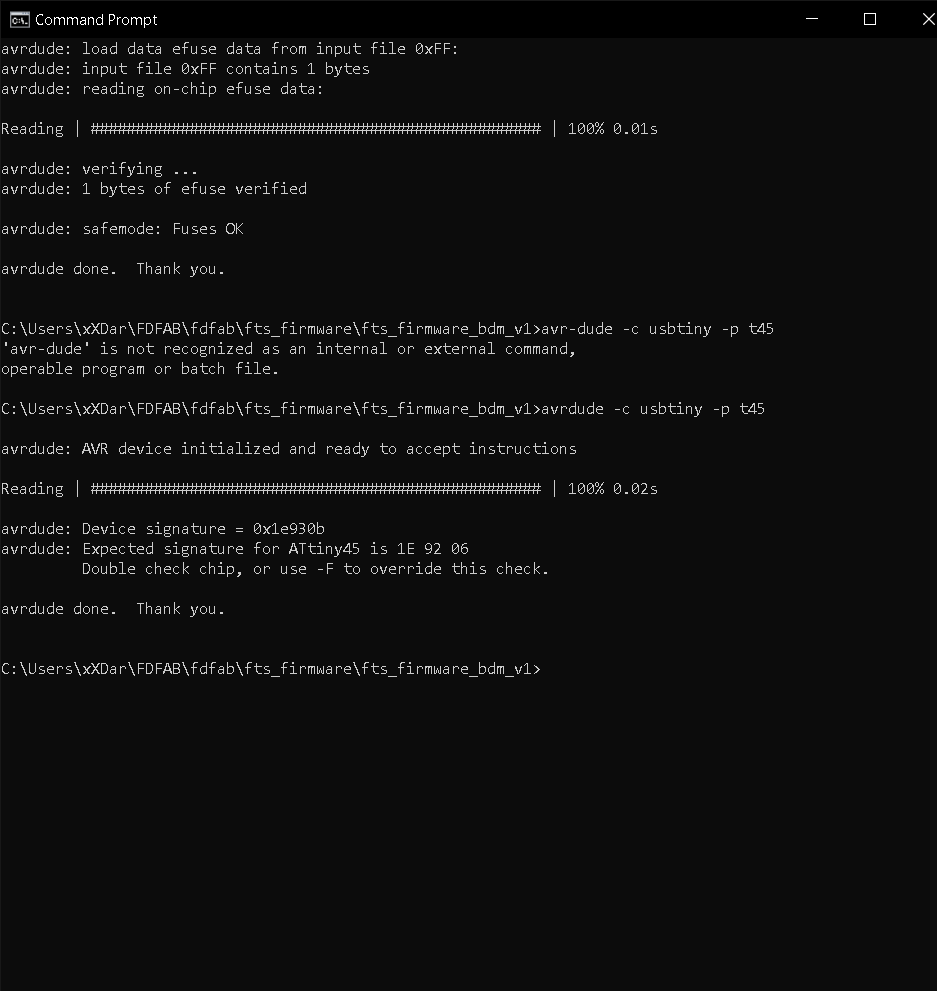 Command Prompt
avrdude: load data efuse data from input file 0xFF:
avrdude: input file 0xFF contains 1 bytes
avrdude: reading on-chip efuse data:
Reading | ################################################## | 100% 0.01s
avrdude: verifying ...
avrdude: 1 bytes of efuse verified
avrdude: safemode: Fuses OK
avrdude done.  Thank you.
C:\Users\xXDar\FDFAB\fdfab\fts_firmware\fts_firmware_bdm_v1>avr-dude -c usbtiny -p t45
'avr-dude' is not recognized as an internal or external command,
operable program or batch file.
C:\Users\xXDar\FDFAB\fdfab\fts_firmware\fts_firmware_bdm_v1>avrdude -c usbtiny -p t45
avrdude: AVR device initialized and ready to accept instructions
Reading | ################################################## | 100% 0.02s
avrdude: Device signature = 0x1e930b
avrdude: Expected signature for ATtiny45 is 1E 92 06
         Double check chip, or use -F to override this check.
avrdude done.  Thank you.
C:\Users\xXDar\FDFAB\fdfab\fts_firmware\fts_firmware_bdm_v1>